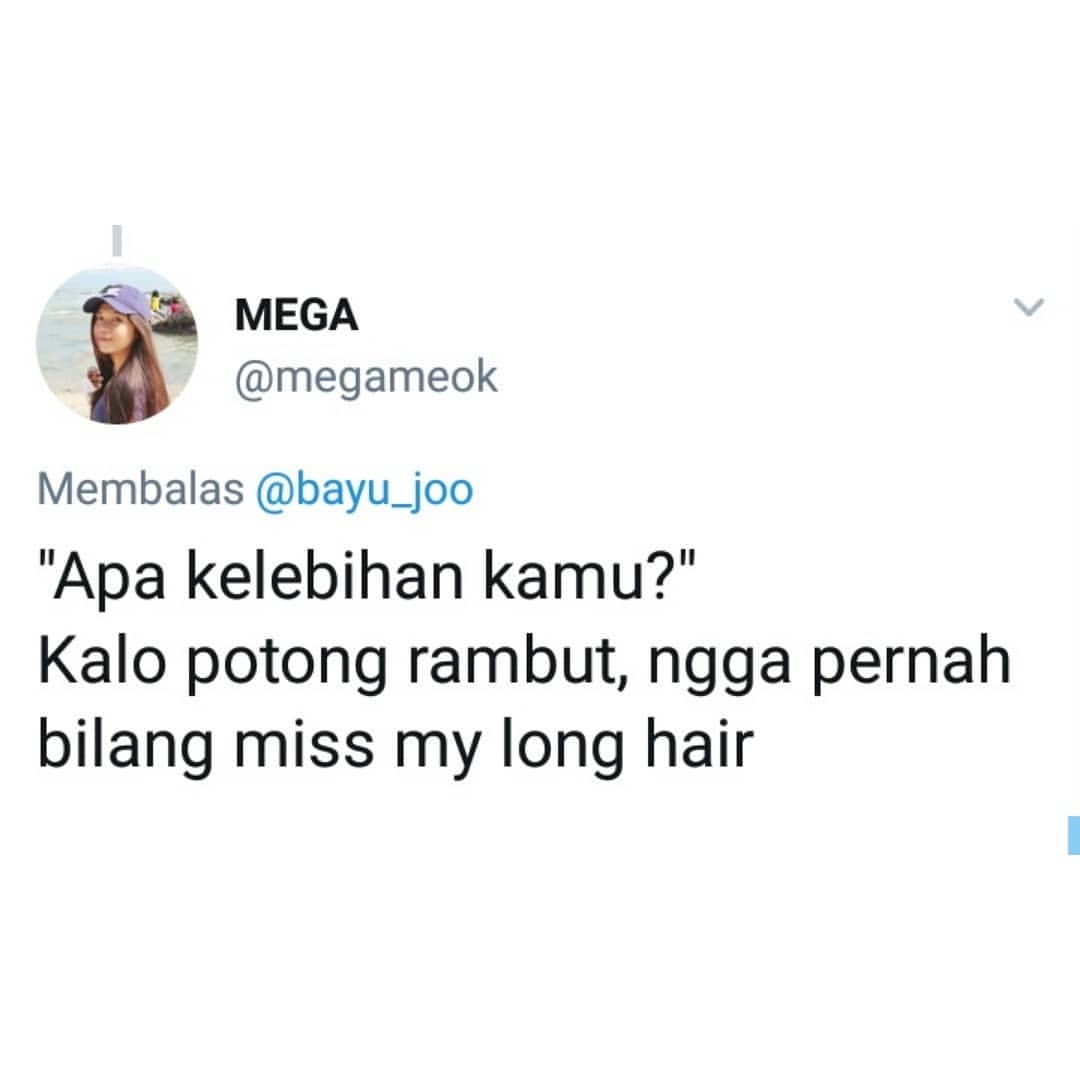 MEGA
@megameok
Membalas @bayu_joo
"Apa kelebihan kamu?"
Kalo potong rambut, ngga pernah
bilang miss my long hair